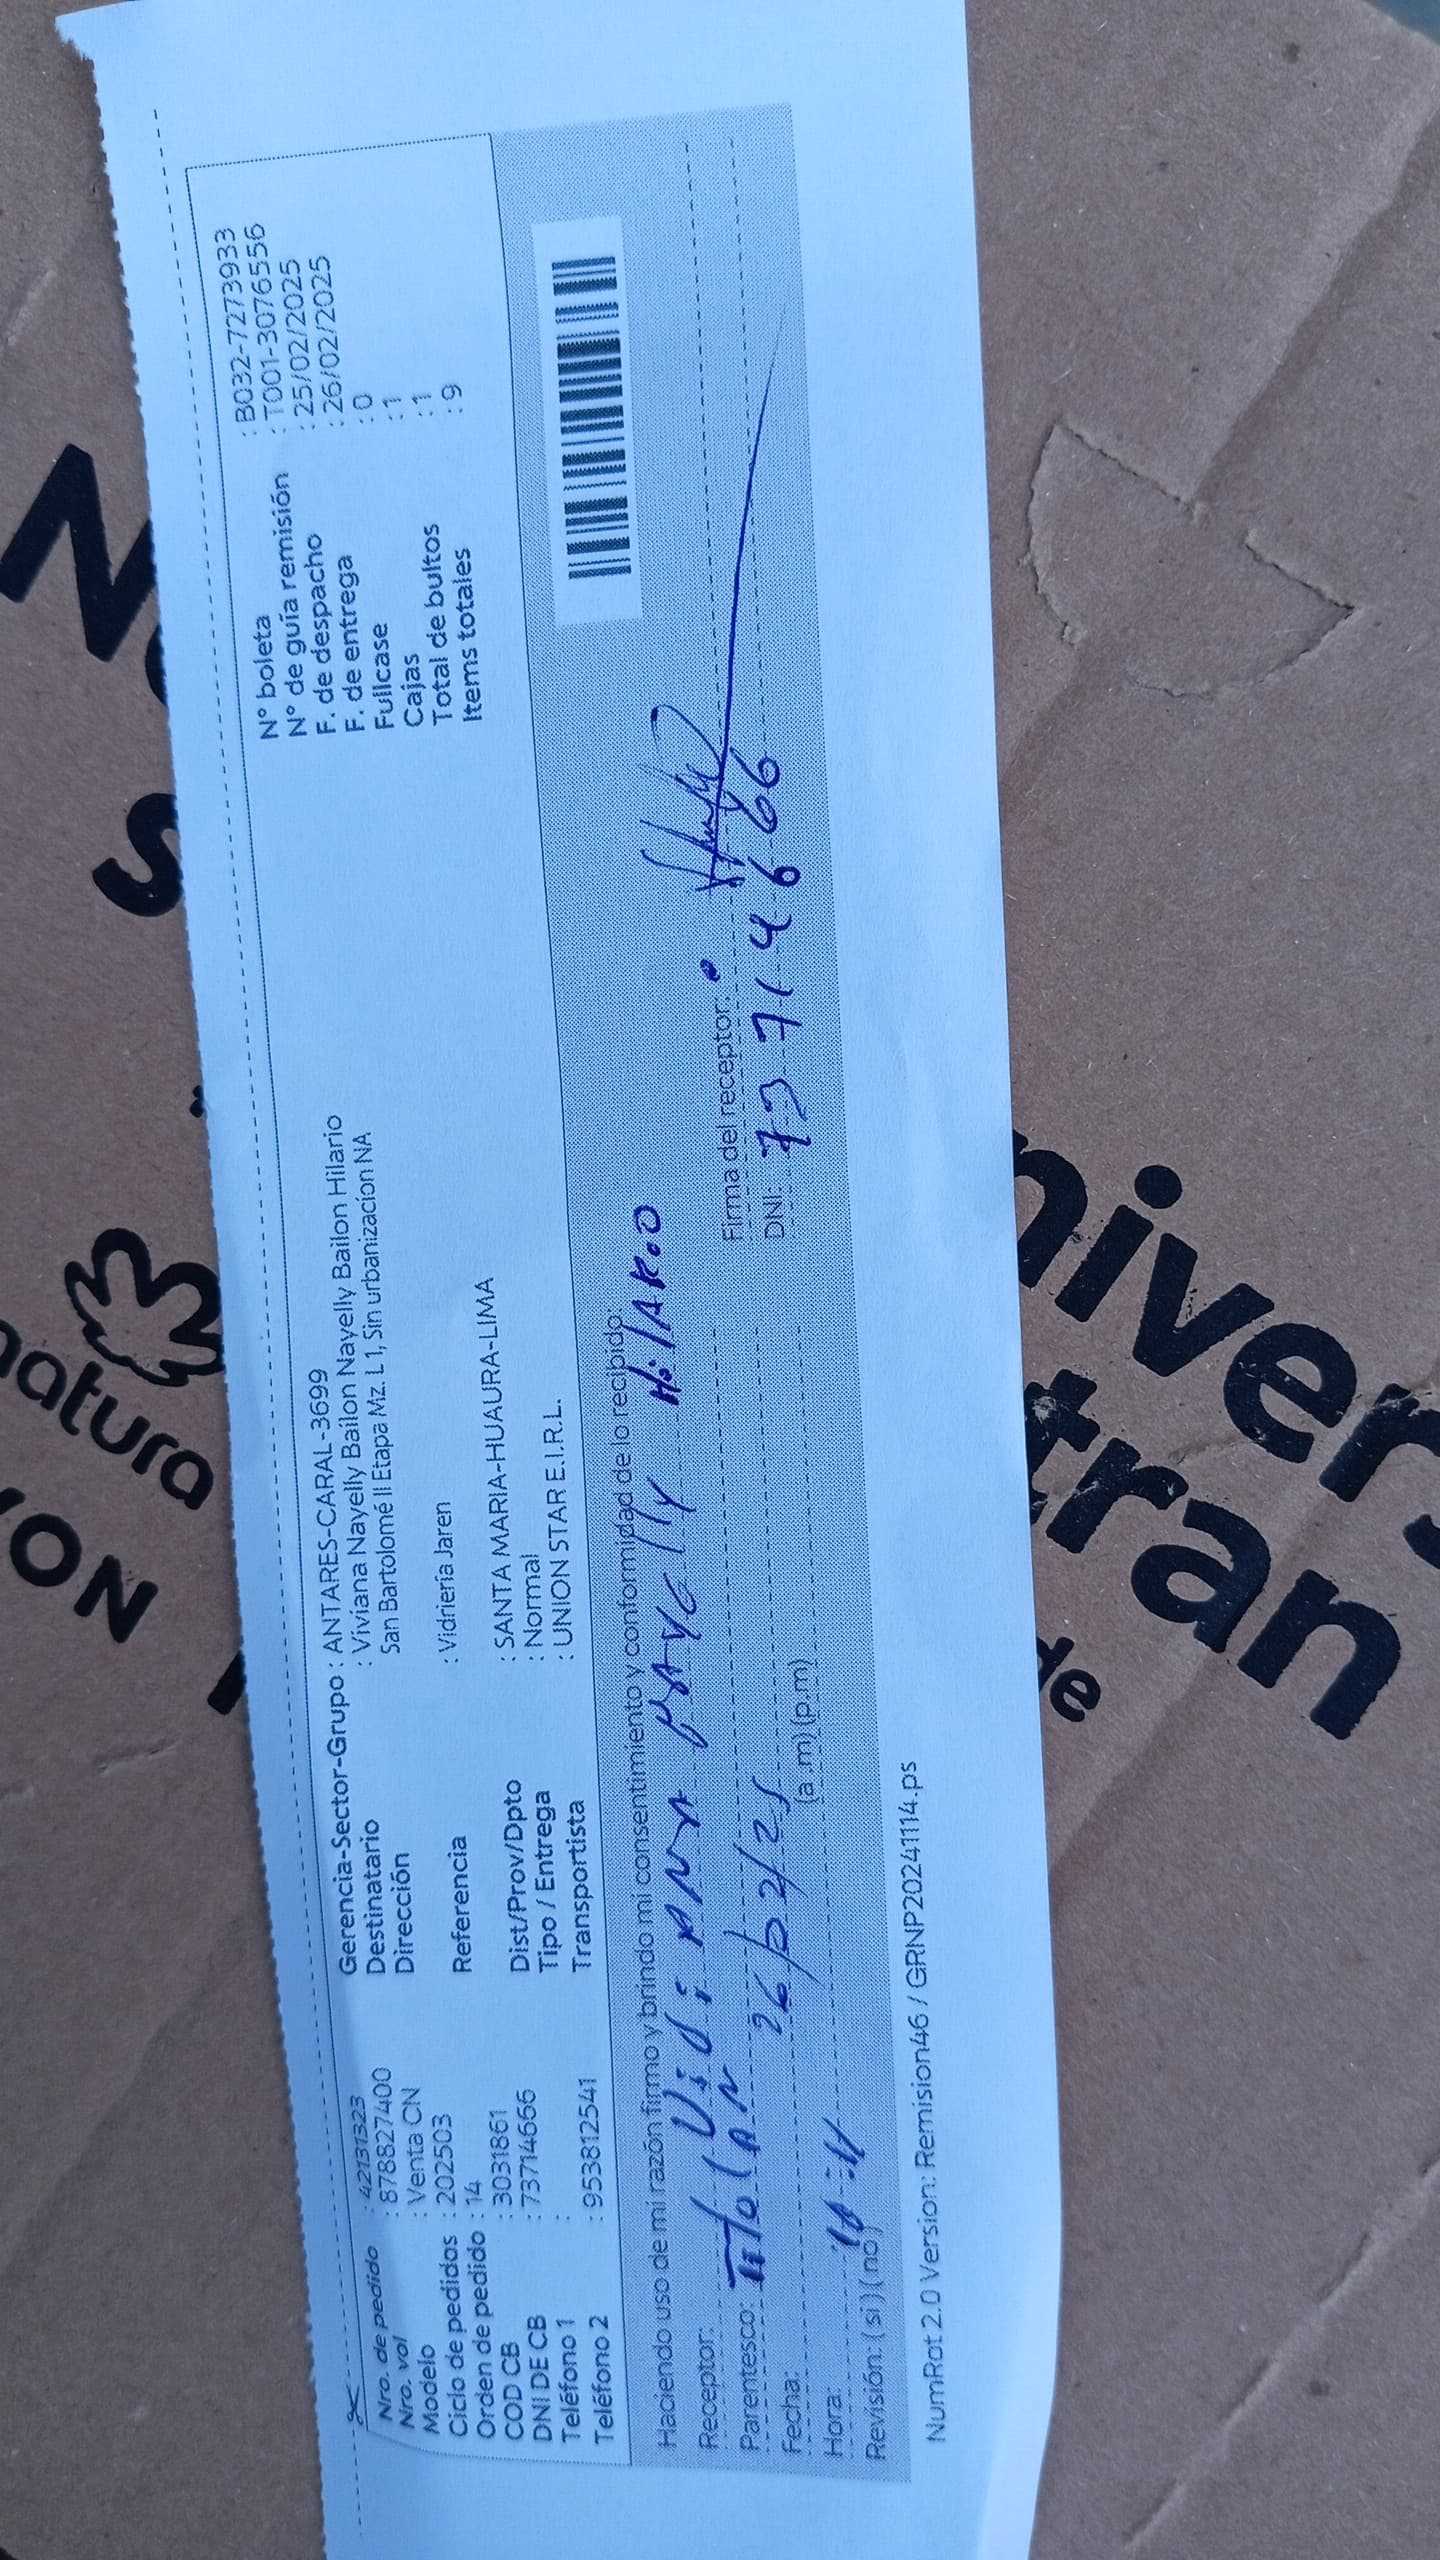 Nro. de pedido : 42131323
Nro. vol : 878827400
Modelo : Venta CN
Ciclo de pedidos : 202503
Orden de pedido : 14
COD CB : 3031861
DNI DE CB : 73714666
Teléfono 1 :
Teléfono 2 : 953812541
Gerencia-Sector-Grupo : ANTARES-CARAL-3699
Destinatario : Viviana Nayelly Bailon Nayelly Bailon Hilario
Dirección San Bartolomé II Etapa Mz. L 1, Sin urbanizacion NA
Referencia : Vidriería Jaren
Dist/Prov/Dpto : SANTA MARIA-HUAURA-LIMA
Tipo / Entrega : Normal
Transportista : UNION STAR E.I.R.L.
N° boleta : B032-7273933
N° de guía remisión : T001-3076556
F. de despacho : 25/02/2025
F. de entrega : 26/02/2025
Fullcase : 0
Cajas : 1
Total de bultos : 1
Items totales : 9
Haciendo uso de mi razón firmo y brindo mi consentimiento y conformidad de lo recibido:
Receptor:
Parentesco:
Fecha: 26/02/25
Hora: (a .m) (p.m)
Revisión: ( si ) ( no )
Firma del receptor:
DNI: 73714666
NumRot 2.0 Version: Remision46 / GRNP20241114.ps
natura